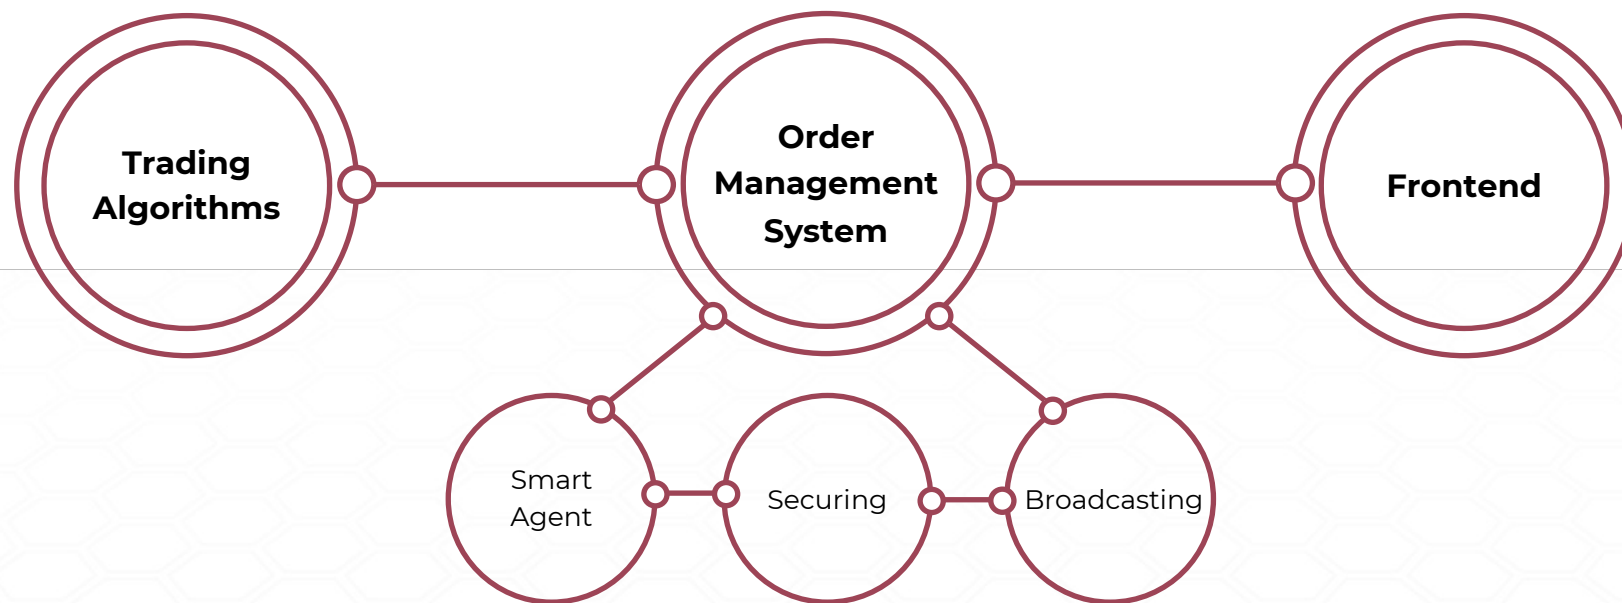 Trading
Algorithms
Order
Management
System
Frontend
Smart
Agent
Securing
Broadcasting